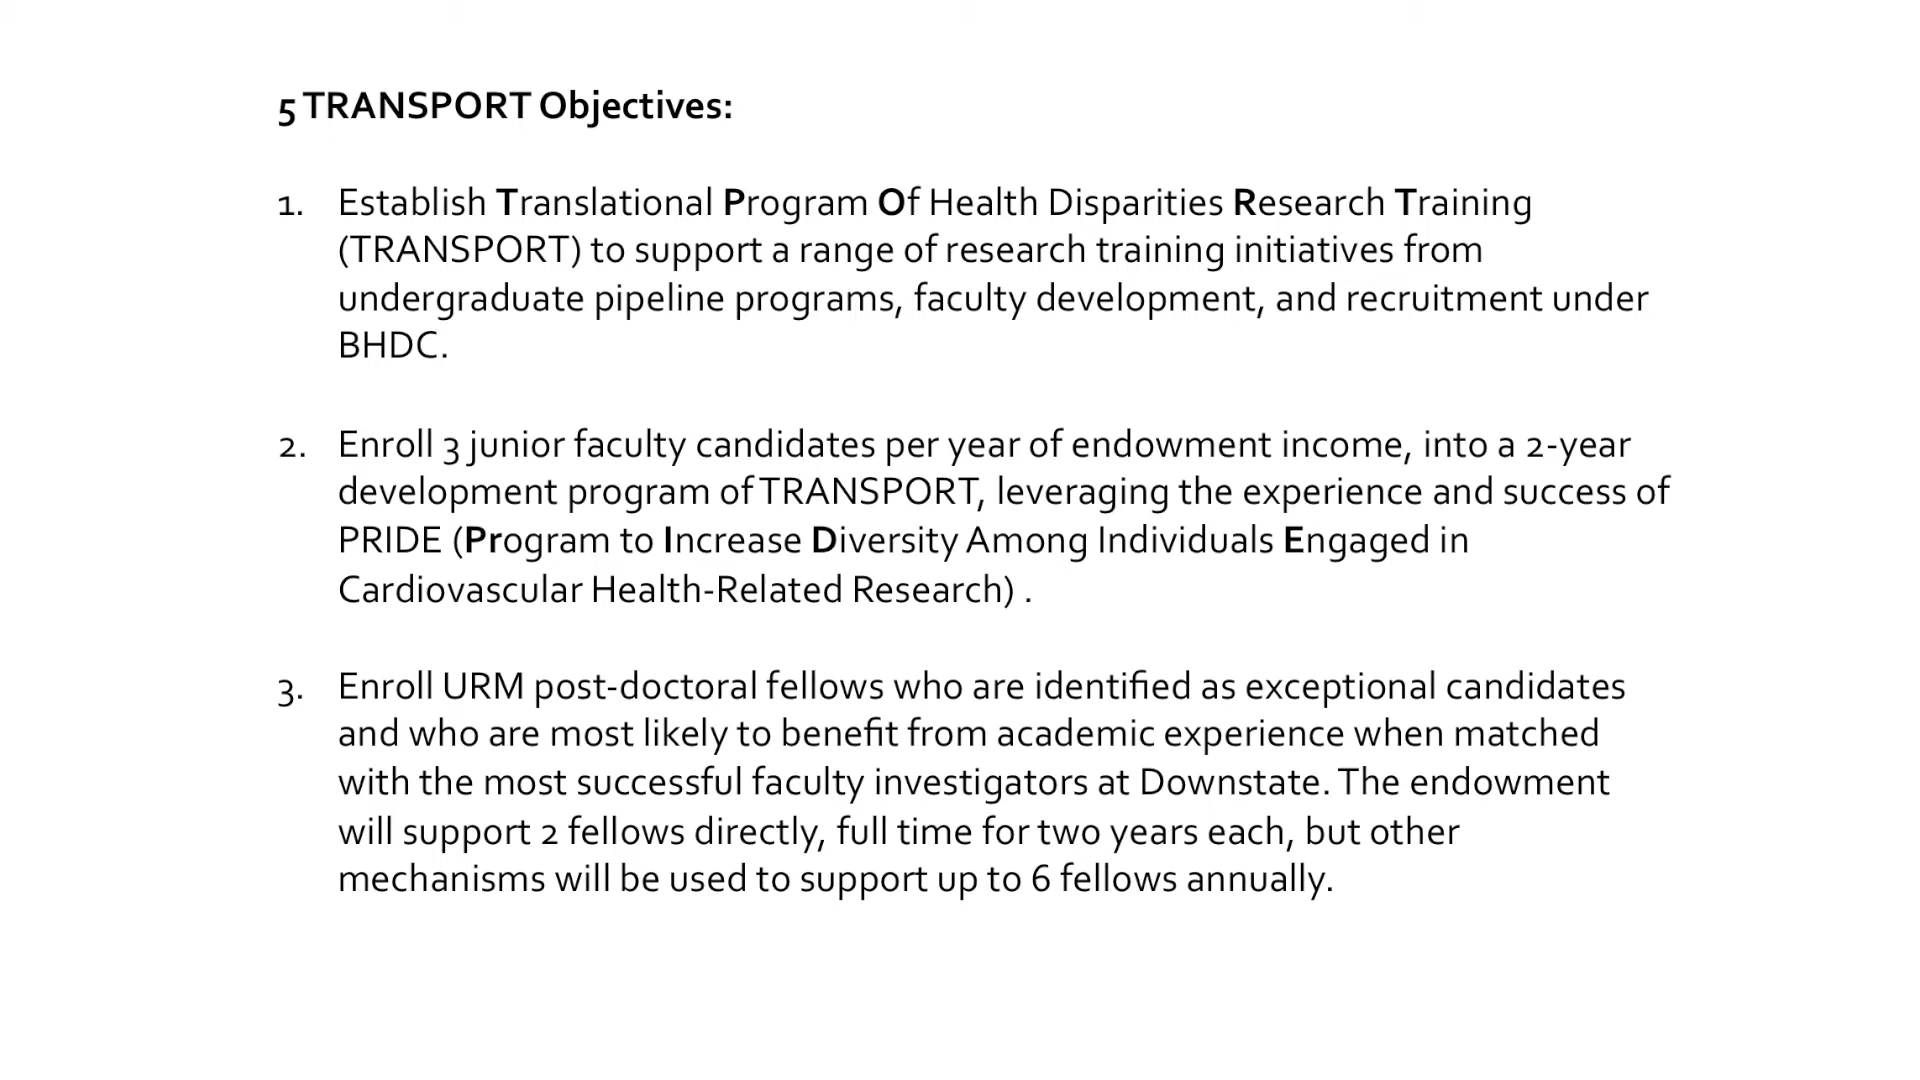 5 TRANSPORT Objectives:
1. Establish Translational Program Of Health Disparities Research Training
(TRANSPORT) to support a range of research training initiatives from
undergraduate pipeline programs, faculty development, and recruitment under
BHDC.
2. Enroll 3 junior faculty candidates per year of endowment income, into a 2-year
development program of TRANSPORT, leveraging the experience and success of
PRIDE (Program to Increase Diversity Among Individuals Engaged in
Cardiovascular Health-Related Research) .
3. Enroll URM post-doctoral fellows who are identified as exceptional candidates
and who are most likely to benefit from academic experience when matched
with the most successful faculty investigators at Downstate. The endowment
will support 2 fellows directly, full time for two years each, but other
mechanisms will be used to support up to 6 fellows annually.